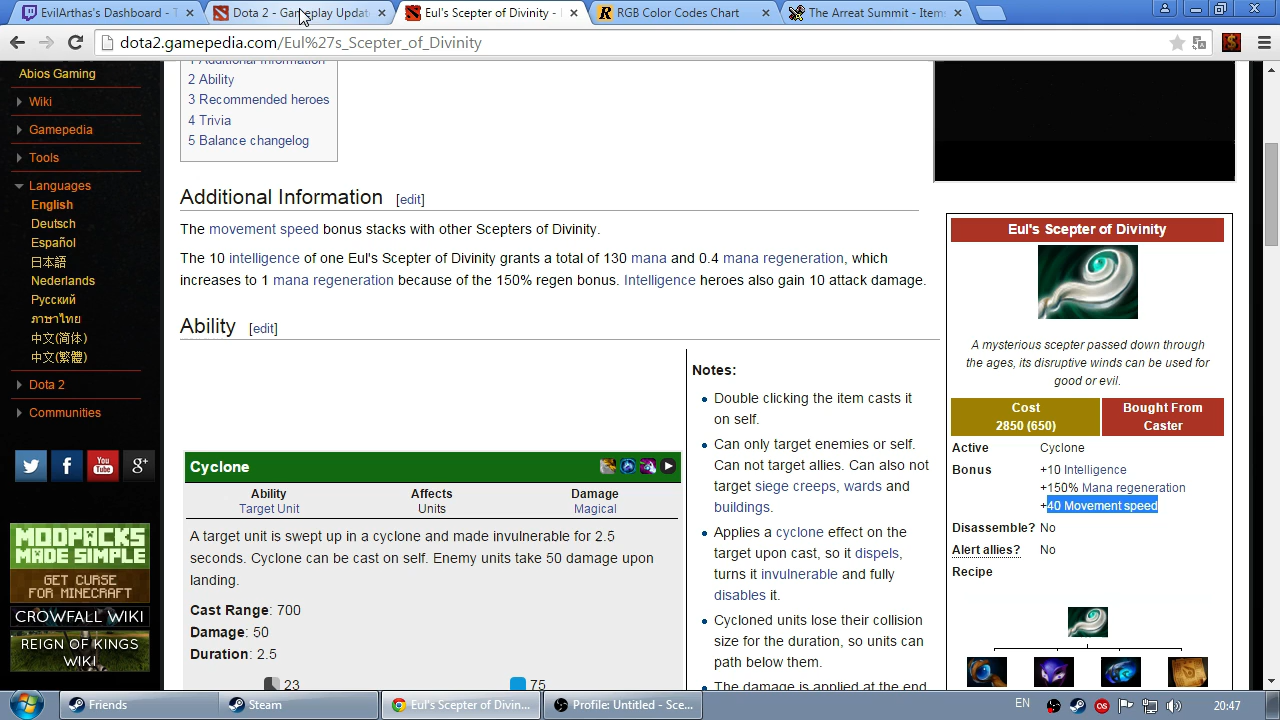 EvilArthas's Dashboard - T
Dota 2 - Gameplay Updat
Eul's Scepter of Divinity -
RGB Color Codes Chart
The Arreat Summit - Items
dota2.gamepedia.com/Eul%27s_Scepter_of_Divinity
Abios Gaming
Wiki
Gamepedia
Tools
Languages
English
Deutsch
Español
日本語
Nederlands
Русский
ภาษาไทย
中文(简体)
中文(繁體)
Dota 2
Communities
You
Tube
g+
MODPACKS
MADE SIMPLE
GET CURSE
FOR MINECRAFT
CROWFALL WIKI
REIGN OF KINGS
WIKI
1 Additional information
2 Ability
3 Recommended heroes
4 Trivia
5 Balance changelog
Additional Information [edit]
The movement speed bonus stacks with other Scepters of Divinity.
The 10 intelligence of one Eul's Scepter of Divinity grants a total of 130 mana and 0.4 mana regeneration, which
increases to 1 mana regeneration because of the 150% regen bonus. Intelligence heroes also gain 10 attack damage.
Ability [edit]
Cyclone
Ability
Target Unit
Affects
Units
Damage
Magical
A target unit is swept up in a cyclone and made invulnerable for 2.5
seconds. Cyclone can be cast on self. Enemy units take 50 damage upon
landing.
Cast Range: 700
Damage: 50
Duration: 2.5
23
75
Notes:
Double clicking the item casts it
on self.
Can only target enemies or self.
Can not target allies. Can also not
target siege creeps, wards and
buildings.
Applies a cyclone effect on the
target upon cast, so it dispels,
turns it invulnerable and fully
disables it.
Cycloned units lose their collision
size for the duration, so units can
path below them.
The damage is applied at the end
Eul's Scepter of Divinity
A mysterious scepter passed down through
the ages, its disruptive winds can be used for
good or evil.
Cost
2850 (650)
Bought From
Caster
Active Cyclone
Bonus +10 Intelligence
+150% Mana regeneration
+40 Movement speed
Disassemble? No
Alert allies? No
Recipe
Friends
Steam
Eul's Scepter of Divin...
Profile: Untitled - Sce...
EN
20:47